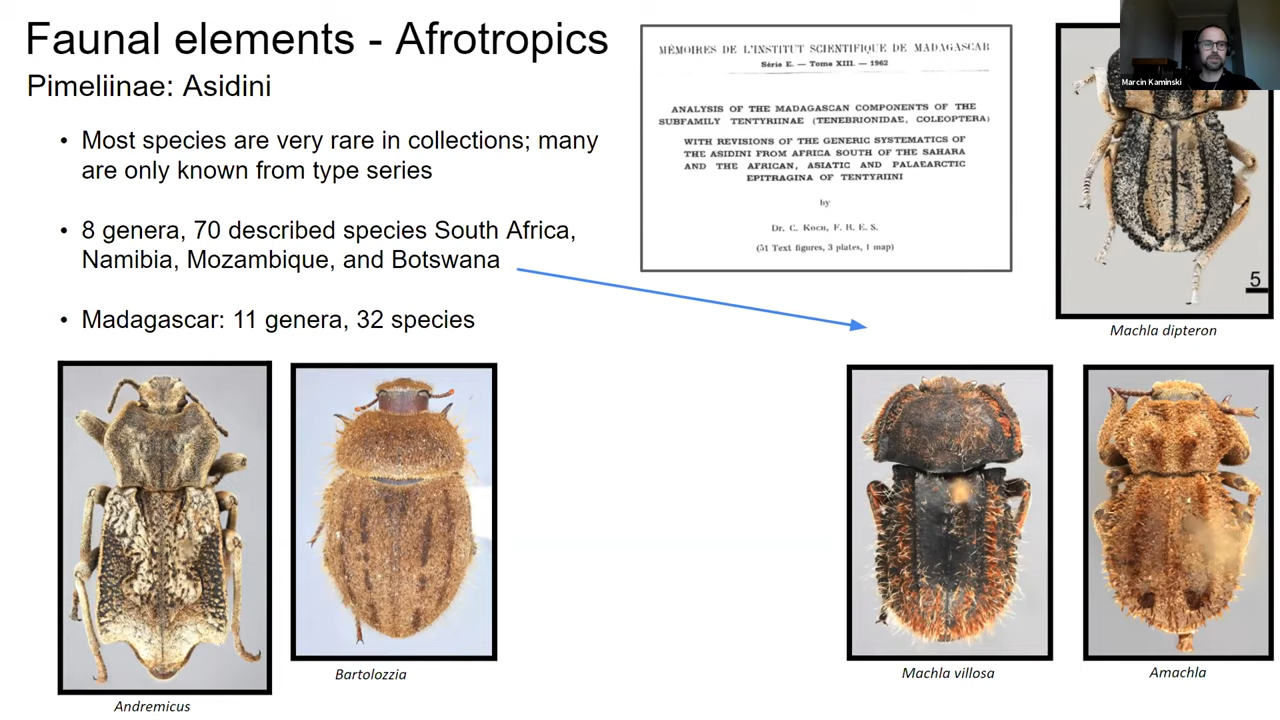 Faunal elements - Afrotropics
Pimeliinae: Asidini
• Most species are very rare in collections; many
are only known from type series
• 8 genera, 70 described species South Africa,
Namibia, Mozambique, and Botswana
• Madagascar: 11 genera, 32 species
MÉMOIRES DE L'INSTITUT SCIENTIFIQUE DE MADAGASCAR
Série E. — Tome XIII. — 1962
ANALYSIS OF THE MADAGASCAN COMPONENTS OF THE
SUBFAMILY TENTYRIINAE (TENEBRIONIDAE, COLEOPTERA)
WITH REVISIONS OF THE GENERIC SYSTEMATICS OF
THE ASIDINI FROM AFRICA SOUTH OF THE SAHARA
AND THE AFRICAN, ASIATIC AND PALAEARCTIC
EPITRAGINA OF TENTYRIINI
by
Dr. C. Koch, F. R. E. S.
(51 Text figures, 3 plates, 1 map)
Marcin Kaminski
5
Machla dipteron
Andremicus
Bartolozzia
Machla villosa
Amachla